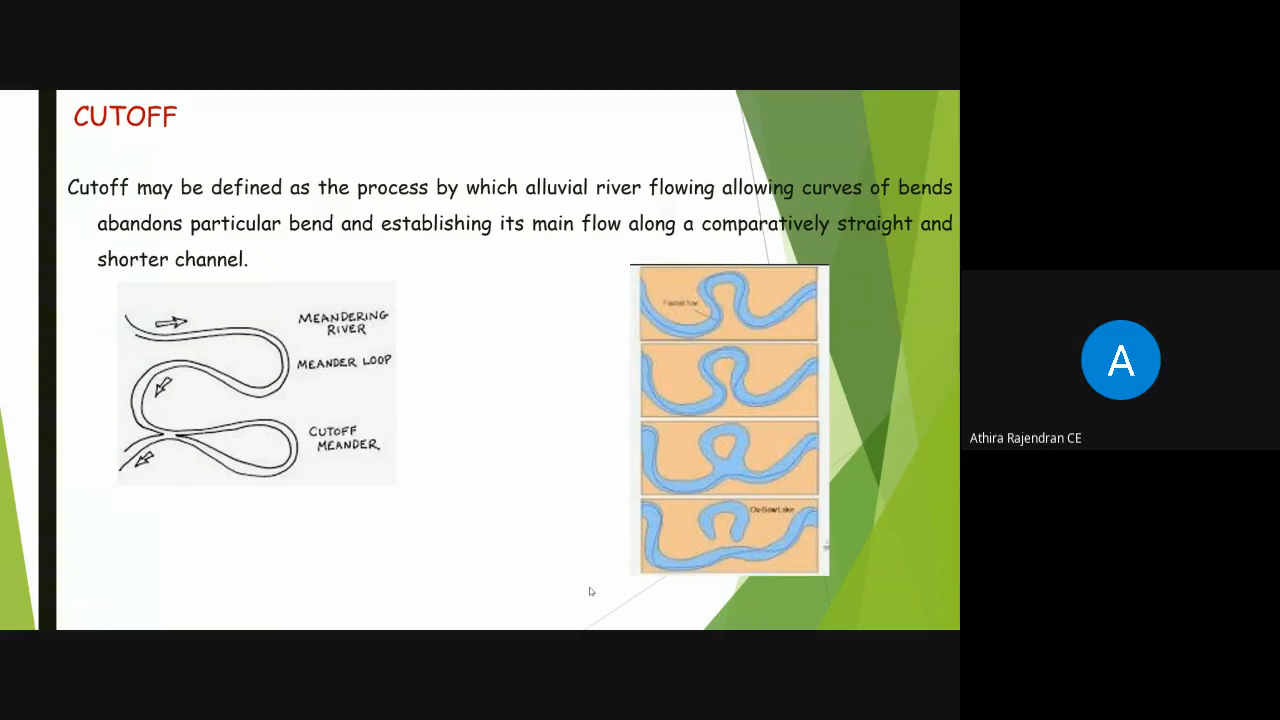 CUTOFF
Cutoff may be defined as the process by which alluvial river flowing allowing curves of bends
abandons particular bend and establishing its main flow along a comparatively straight and
shorter channel.
MEANDERING
RIVER
MEANDER LOOP
CUTOFF
MEANDER
Ox-Bow Lake
A
Athira Rajendran CE